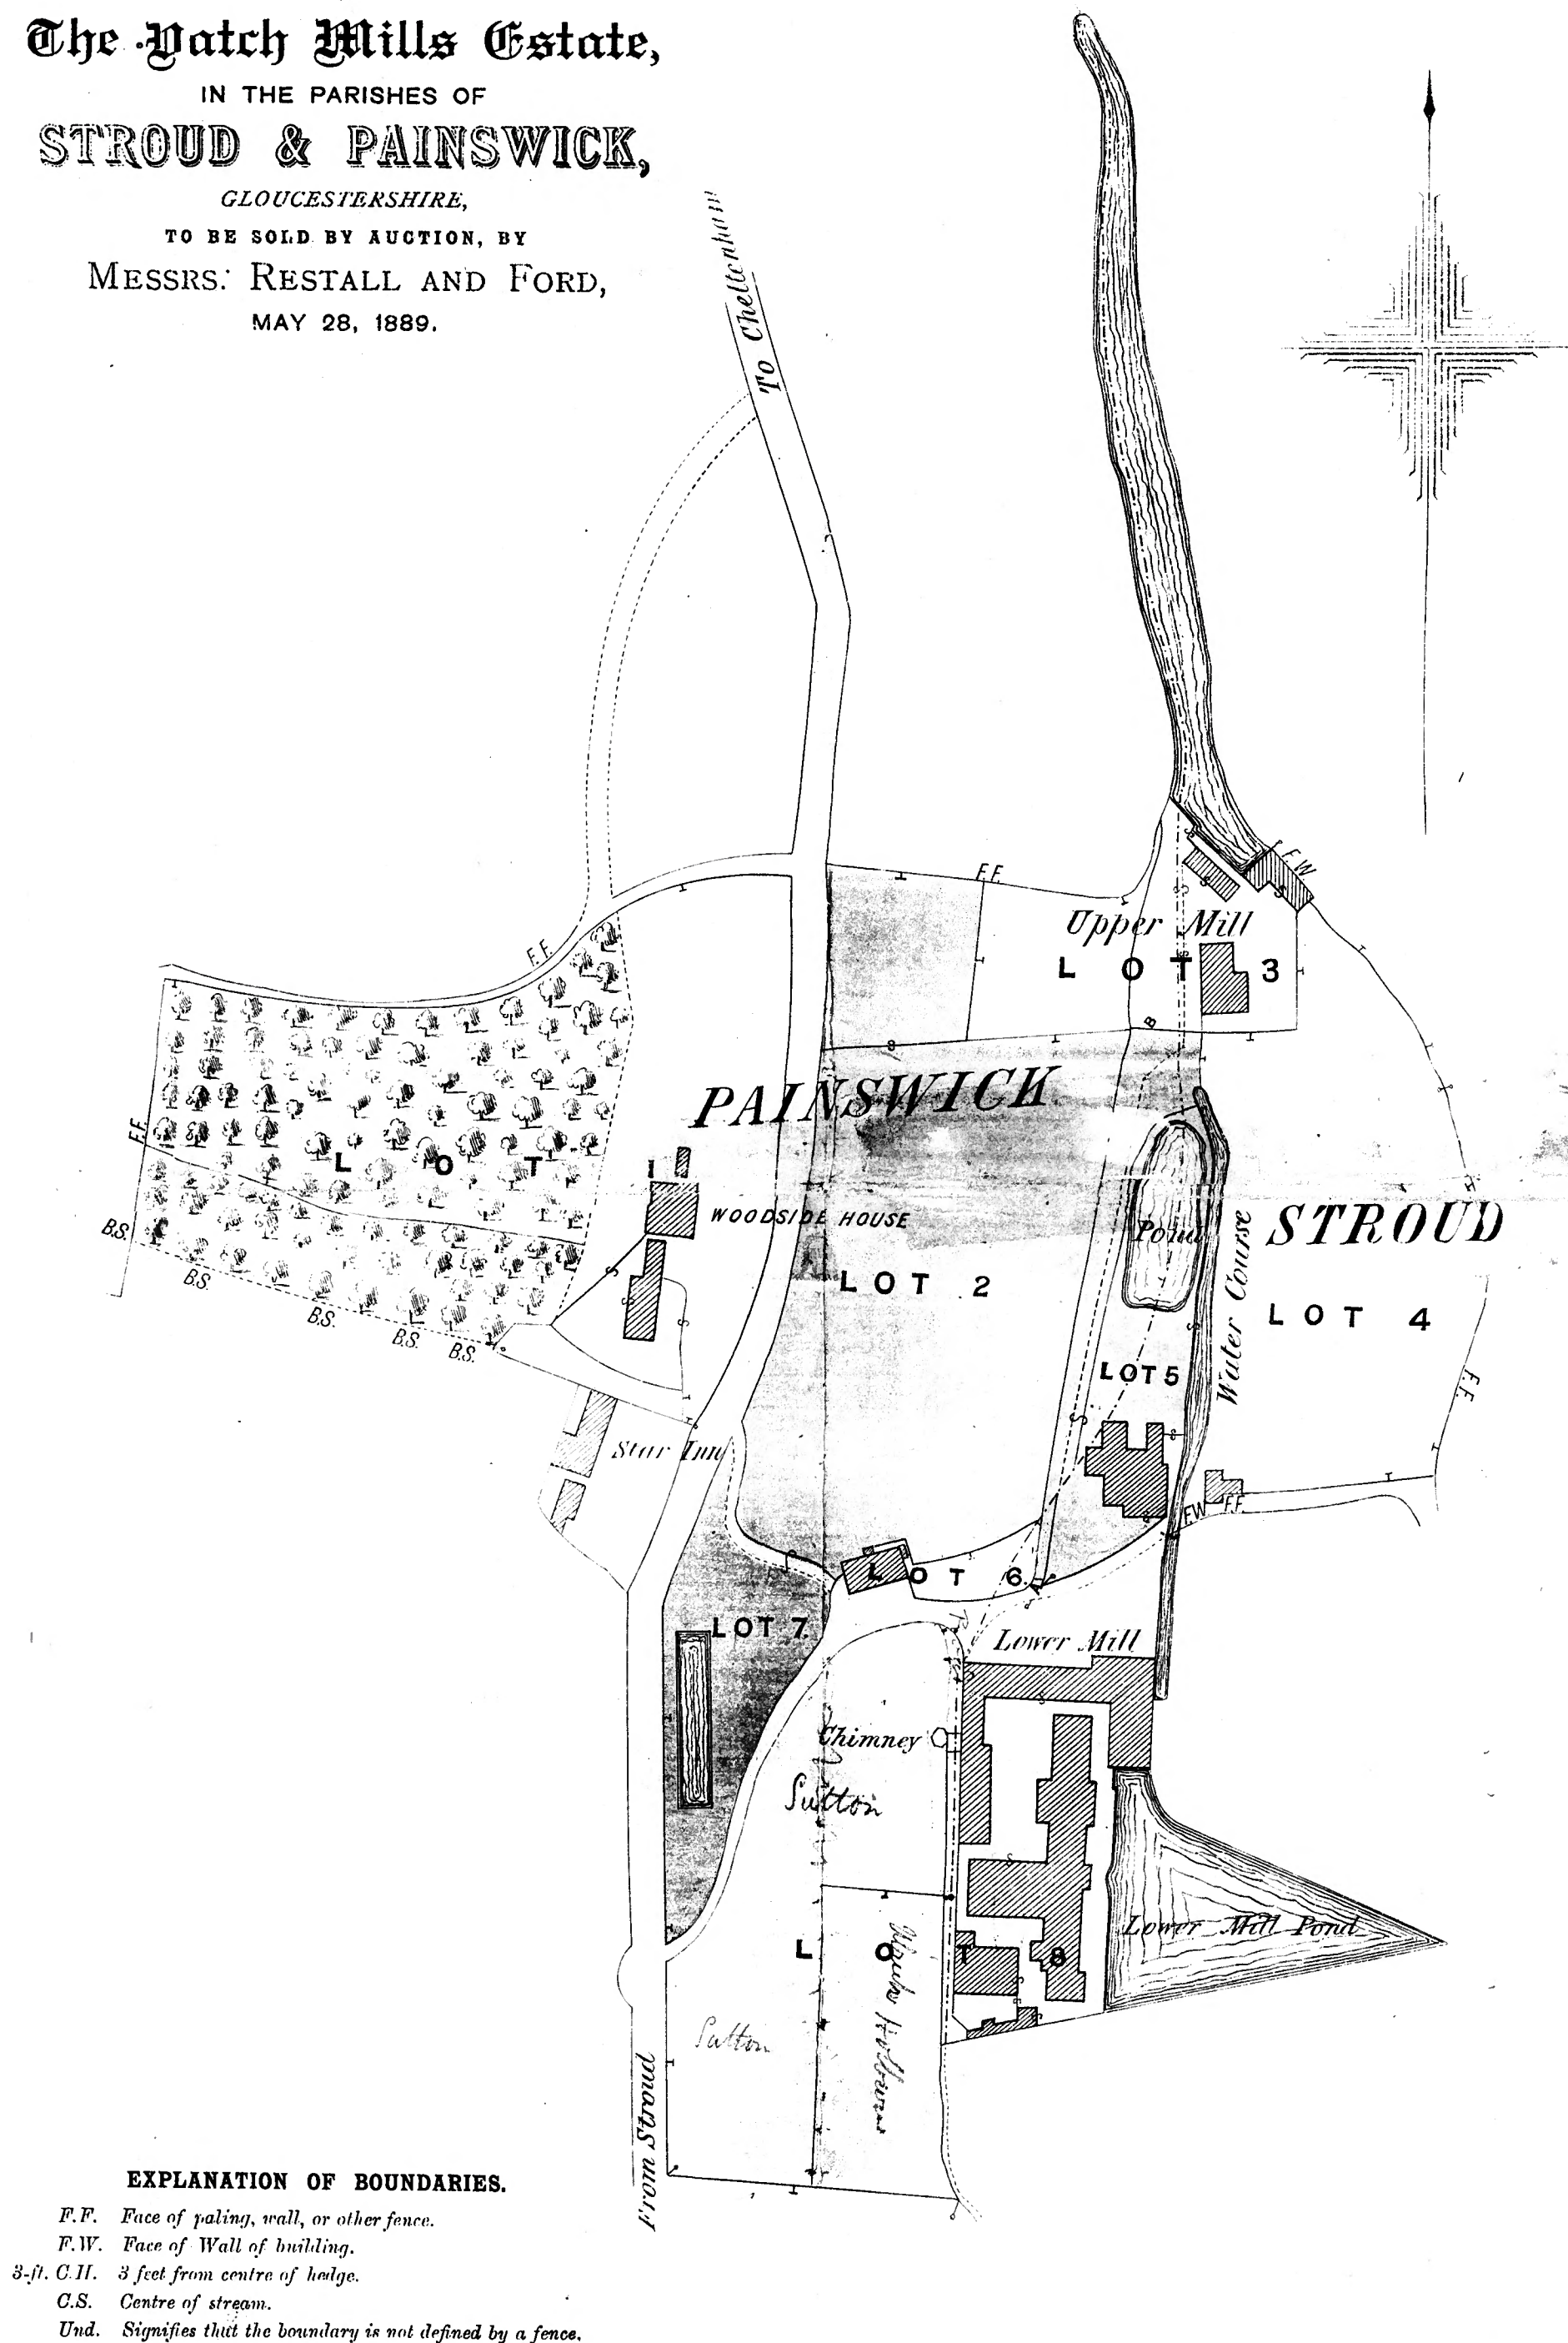 The Patch Mills Estate,
IN THE PARISHES OF
STROUD & PAINSWICK,
GLOUCESTERSHIRE,
TO BE SOLD BY AUCTION, BY
MESSRS: RESTALL AND FORD,
MAY 28, 1889.
To Cheltenham
F.W
F.F.
Upper Mill
LOT 3
F.F.
B
PAINSWICK
F.F.
LOT 1
WOODSIDE HOUSE
Pond
Water Course
STROUD
B.S.
B.S.
B.S.
B.S.
B.S.
LOT 2
LOT 4
LOT 5
F.F.
Star Inn
F.W
F.F.
LOT 6
LOT 7
Lower Mill
Chimney
Sutton
Lower Mill Pond
LOT 8
Sutton
From Stroud
EXPLANATION OF BOUNDARIES.
F.F. Face of paling, wall, or other fence.
F.W. Face of Wall of building.
3-ft. C.H. 3 feet from centre of hedge.
C.S. Centre of stream.
Und. Signifies that the boundary is not defined by a fence,